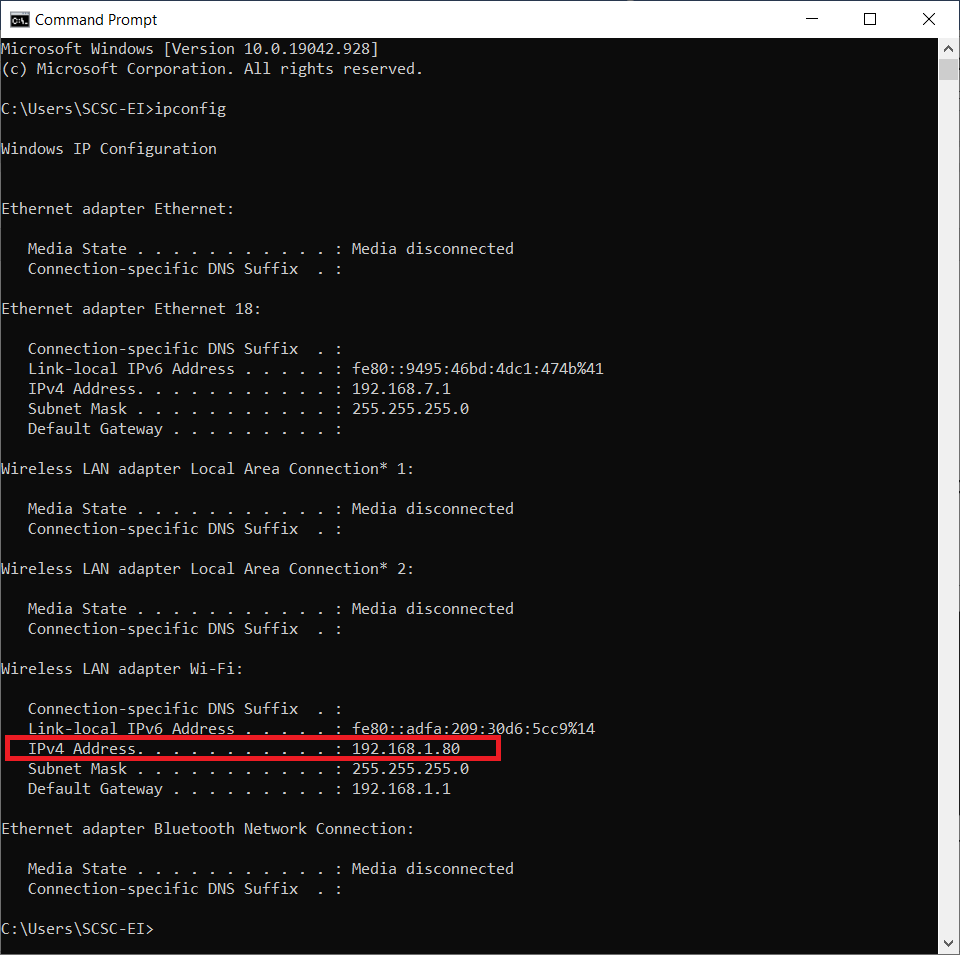 Command Prompt
Microsoft Windows [Version 10.0.19042.928]
(c) Microsoft Corporation. All rights reserved.
C:\Users\SCSC-EI>ipconfig
Windows IP Configuration
Ethernet adapter Ethernet:
Media State . . . . . . . . . . . : Media disconnected
Connection-specific DNS Suffix  . :
Ethernet adapter Ethernet 18:
Connection-specific DNS Suffix  . :
Link-local IPv6 Address . . . . . : fe80::9495:46bd:4dc1:474b%41
IPv4 Address. . . . . . . . . . . : 192.168.7.1
Subnet Mask . . . . . . . . . . . : 255.255.255.0
Default Gateway . . . . . . . . . :
Wireless LAN adapter Local Area Connection* 1:
Media State . . . . . . . . . . . : Media disconnected
Connection-specific DNS Suffix  . :
Wireless LAN adapter Local Area Connection* 2:
Media State . . . . . . . . . . . : Media disconnected
Connection-specific DNS Suffix  . :
Wireless LAN adapter Wi-Fi:
Connection-specific DNS Suffix  . :
Link-local IPv6 Address . . . . . : fe80::adfa:209:30d6:5cc9%14
IPv4 Address. . . . . . . . . . . : 192.168.1.80
Subnet Mask . . . . . . . . . . . : 255.255.255.0
Default Gateway . . . . . . . . . : 192.168.1.1
Ethernet adapter Bluetooth Network Connection:
Media State . . . . . . . . . . . : Media disconnected
Connection-specific DNS Suffix  . :
C:\Users\SCSC-EI>